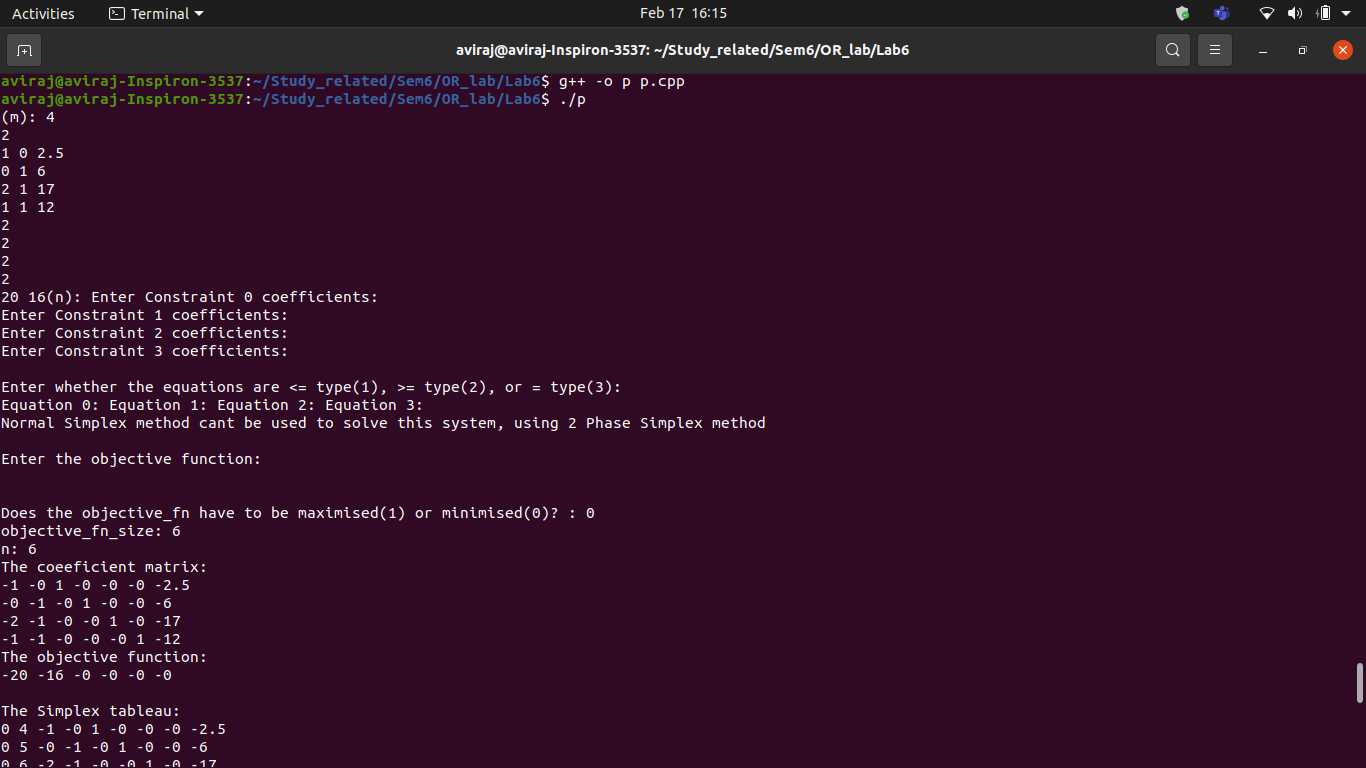 Activities Terminal Feb 17 16:15
aviraj@aviraj-Inspiron-3537: ~/Study_related/Sem6/OR_lab/Lab6
aviraj@aviraj-Inspiron-3537:~/Study_related/Sem6/OR_lab/Lab6$ g++ -o p p.cpp
aviraj@aviraj-Inspiron-3537:~/Study_related/Sem6/OR_lab/Lab6$ ./p
(m): 4
2
1 0 2.5
0 1 6
2 1 17
1 1 12
2
2
2
2
20 16(n): Enter Constraint 0 coefficients:
Enter Constraint 1 coefficients:
Enter Constraint 2 coefficients:
Enter Constraint 3 coefficients:
Enter whether the equations are <= type(1), >= type(2), or = type(3):
Equation 0: Equation 1: Equation 2: Equation 3:
Normal Simplex method cant be used to solve this system, using 2 Phase Simplex method
Enter the objective function:
Does the objective_fn have to be maximised(1) or minimised(0)? : 0
objective_fn_size: 6
n: 6
The coeeficient matrix:
-1 -0 1 -0 -0 -0 -2.5
-0 -1 -0 1 -0 -0 -6
-2 -1 -0 -0 1 -0 -17
-1 -1 -0 -0 -0 1 -12
The objective function:
-20 -16 -0 -0 -0 -0
The Simplex tableau:
0 4 -1 -0 1 -0 -0 -0 -2.5
0 5 -0 -1 -0 1 -0 -0 -6
0 6 -2 -1 -0 -0 1 -0 -17